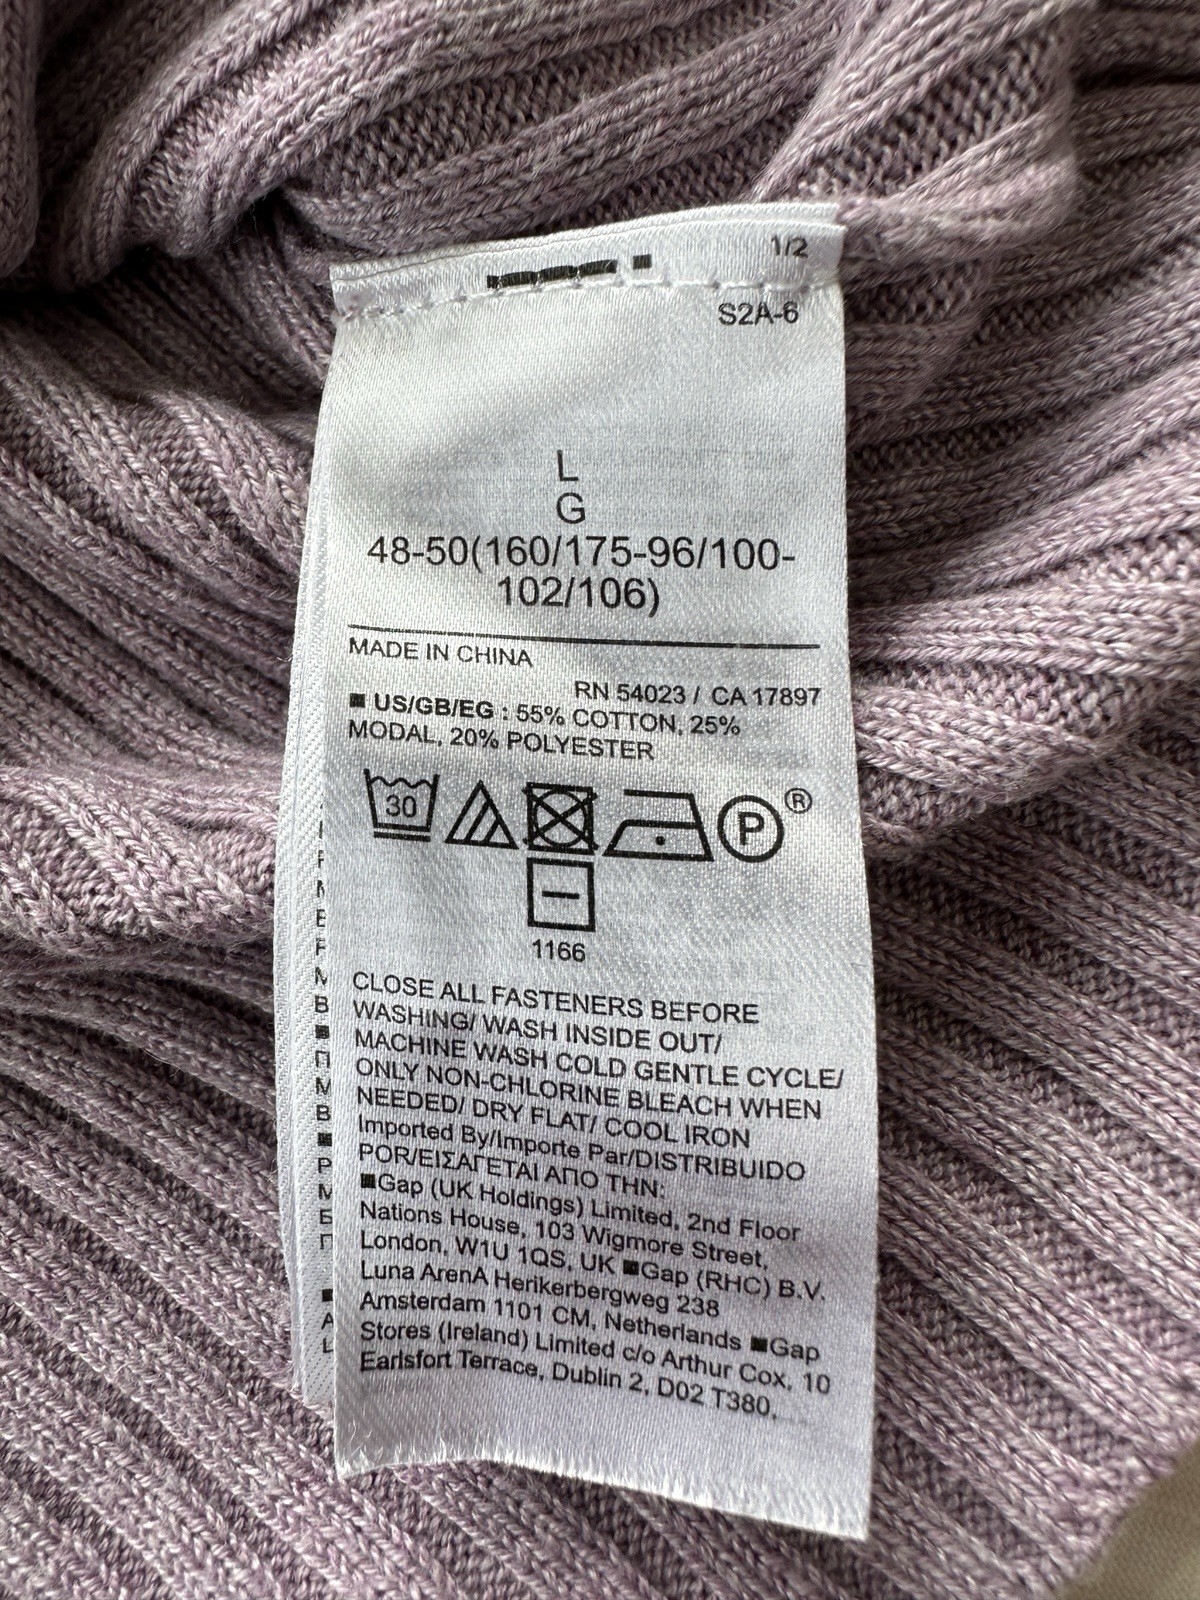 1/2
S2A-6
L
G
48-50(160/175-96/100-
102/106)
MADE IN CHINA
RN 54023 / CA 17897
■ US/GB/EG : 55% COTTON, 25%
MODAL, 20% POLYESTER
30
P ®
1166
CLOSE ALL FASTENERS BEFORE
WASHING/ WASH INSIDE OUT/
MACHINE WASH COLD GENTLE CYCLE/
ONLY NON-CHLORINE BLEACH WHEN
NEEDED/ DRY FLAT/ COOL IRON
Imported By/Importe Par/DISTRIBUIDO
POR/ΕΙΣΑΓΕΤΑΙ ΑΠΟ ΤΗΝ:
■Gap (UK Holdings) Limited, 2nd Floor
Nations House, 103 Wigmore Street,
London, W1U 1QS, UK ■Gap (RHC) B.V.
Luna ArenA Herikerbergweg 238
Amsterdam 1101 CM, Netherlands ■Gap
Stores (Ireland) Limited c/o Arthur Cox, 10
Earlsfort Terrace, Dublin 2, D02 T380,